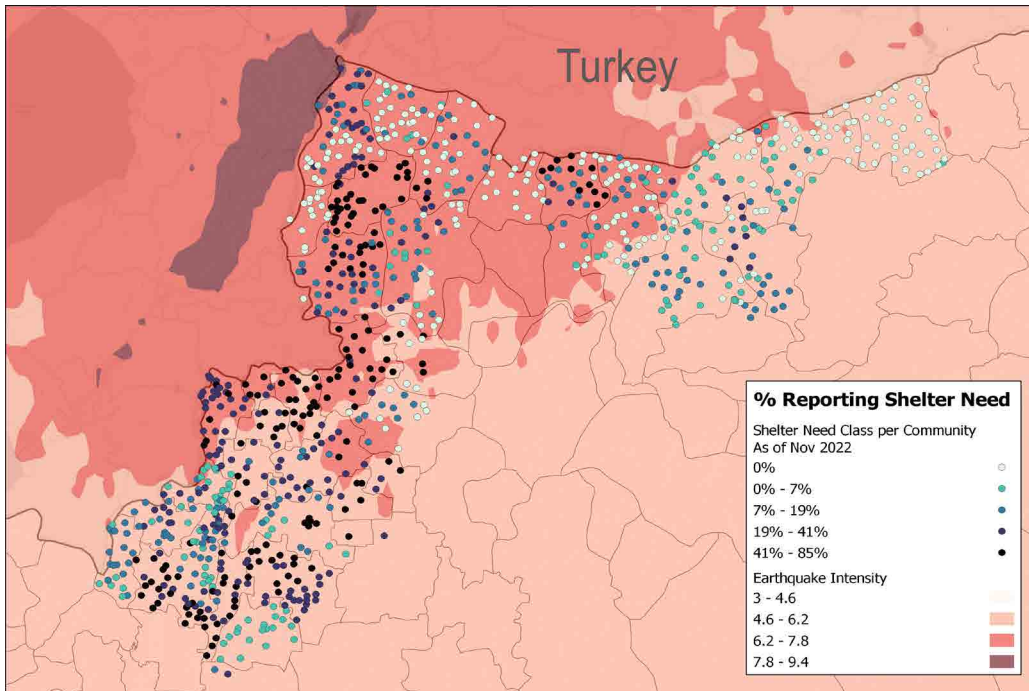 Turkey
% Reporting Shelter Need
Shelter Need Class per Community
As of Nov 2022
0%
0% - 7%
7% - 19%
19% - 41%
41% - 85%
Earthquake Intensity
3 - 4.6
4.6 - 6.2
6.2 - 7.8
7.8 - 9.4